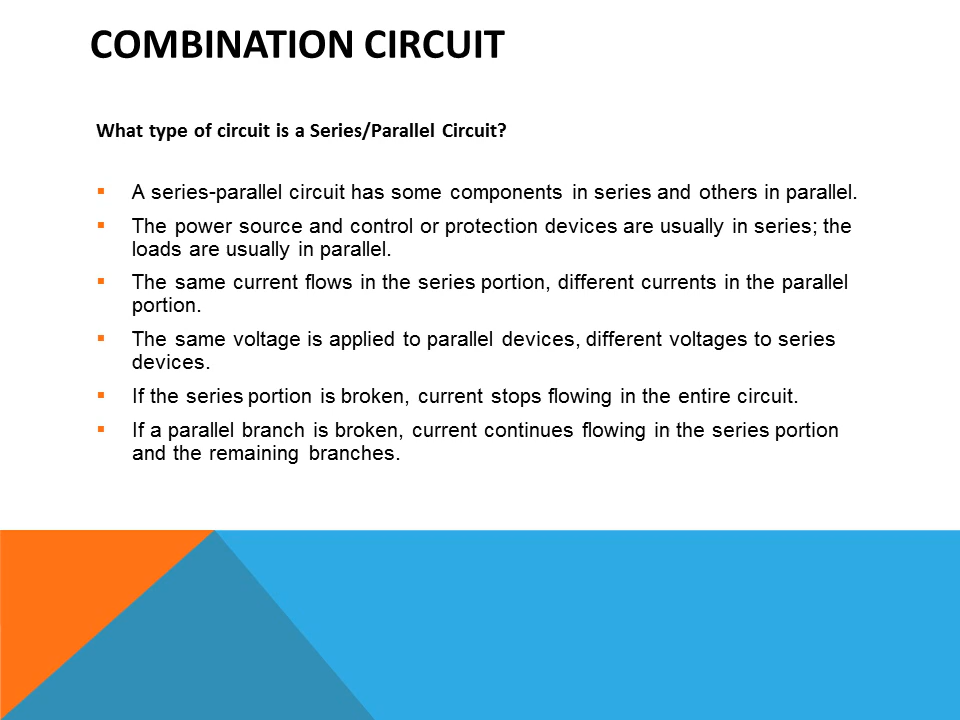 COMBINATION CIRCUIT
What type of circuit is a Series/Parallel Circuit?
▪ A series-parallel circuit has some components in series and others in parallel.
▪ The power source and control or protection devices are usually in series; the
loads are usually in parallel.
▪ The same current flows in the series portion, different currents in the parallel
portion.
▪ The same voltage is applied to parallel devices, different voltages to series
devices.
▪ If the series portion is broken, current stops flowing in the entire circuit.
▪ If a parallel branch is broken, current continues flowing in the series portion
and the remaining branches.